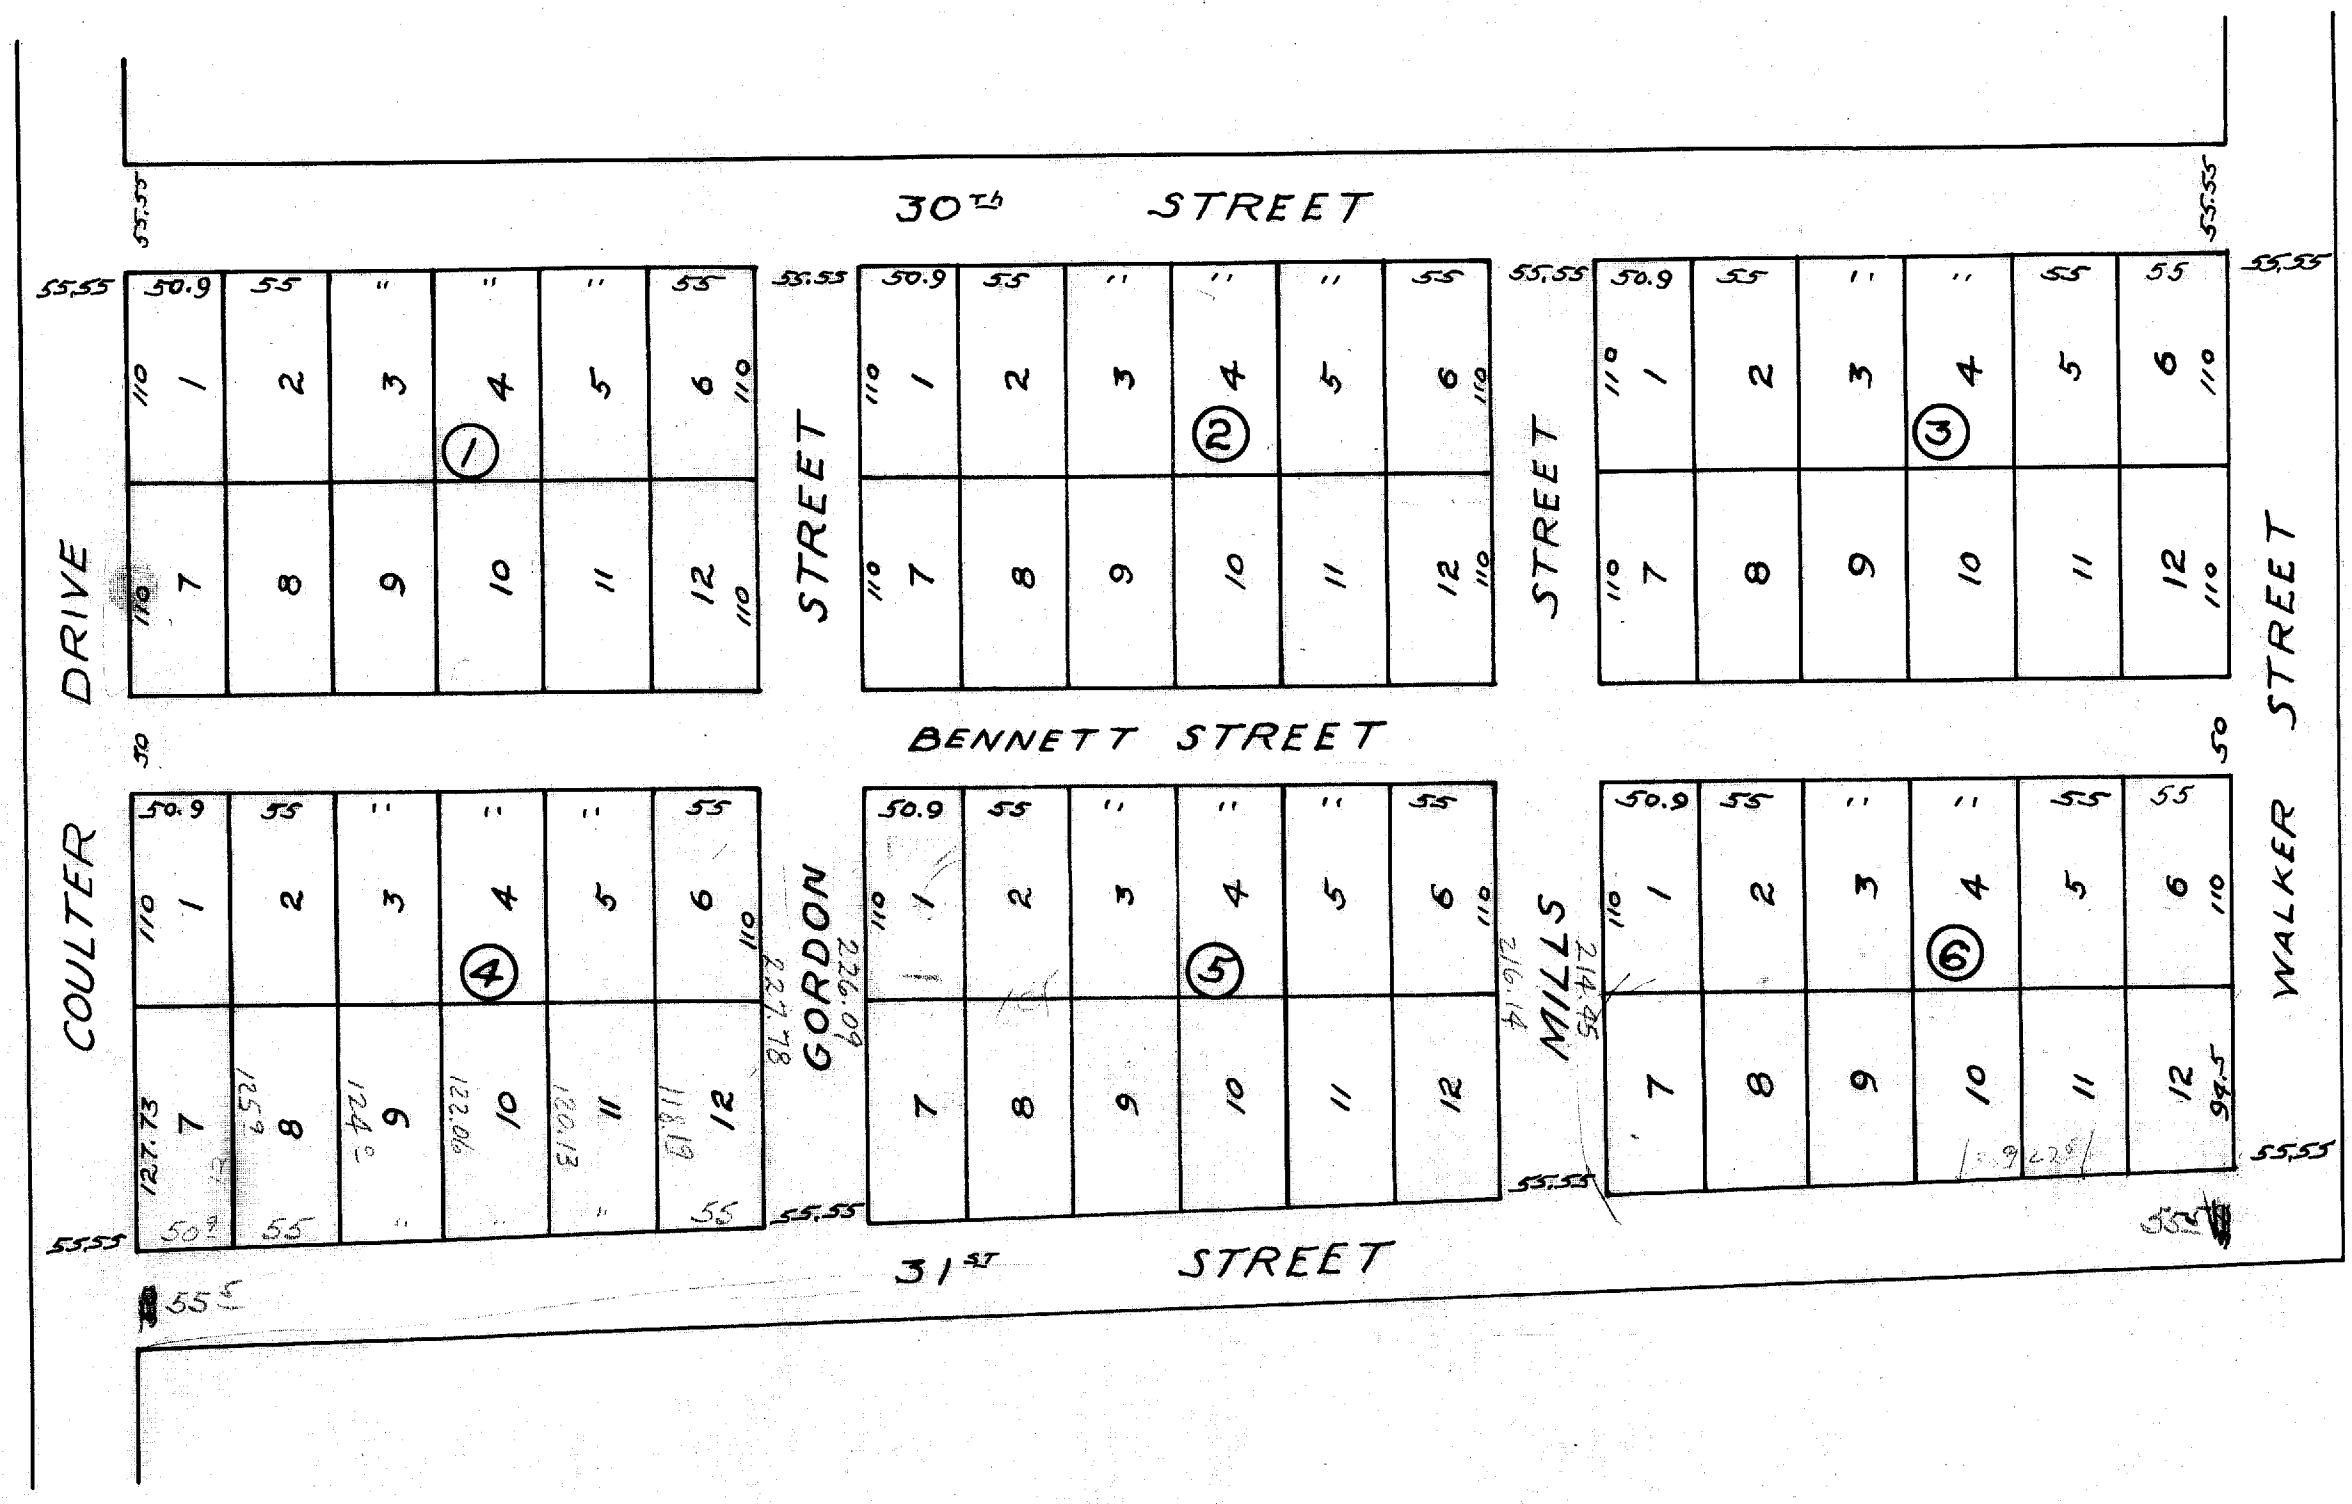 55.55
55.55
30Th STREET
55.55 50.9 55 " " " 55 55.55 50.9 55 " " " 55 55.55 50.9 55 " " 55 55 55.55
110 1 2 3 4 5 6 110 110 1 2 3 4 5 6 110 110 1 2 3 4 5 6 110
1 2 3
110 7 8 9 10 11 12 110 110 7 8 9 10 11 12 110 110 7 8 9 10 11 12 110
COULTER DRIVE
GORDON STREET
MILLS STREET
WALKER STREET
50 BENNETT STREET 50
50.9 55 " " " 55 50.9 55 " " " 55 50.9 55 " " 55 55
110 1 2 3 4 5 6 110 110 1 2 3 4 5 6 110 110 1 2 3 4 5 6 110
4 5 6
227.78 226.09 216.14 214.45
127.73 7 8 9 10 11 12 7 8 9 10 11 12 7 8 9 10 11 12 94.5
125.9 124.0 122.06 120.13 118.19
50.9 55 " " " 55
55.55 55.55 55.55 55.55
31ST STREET
55.5